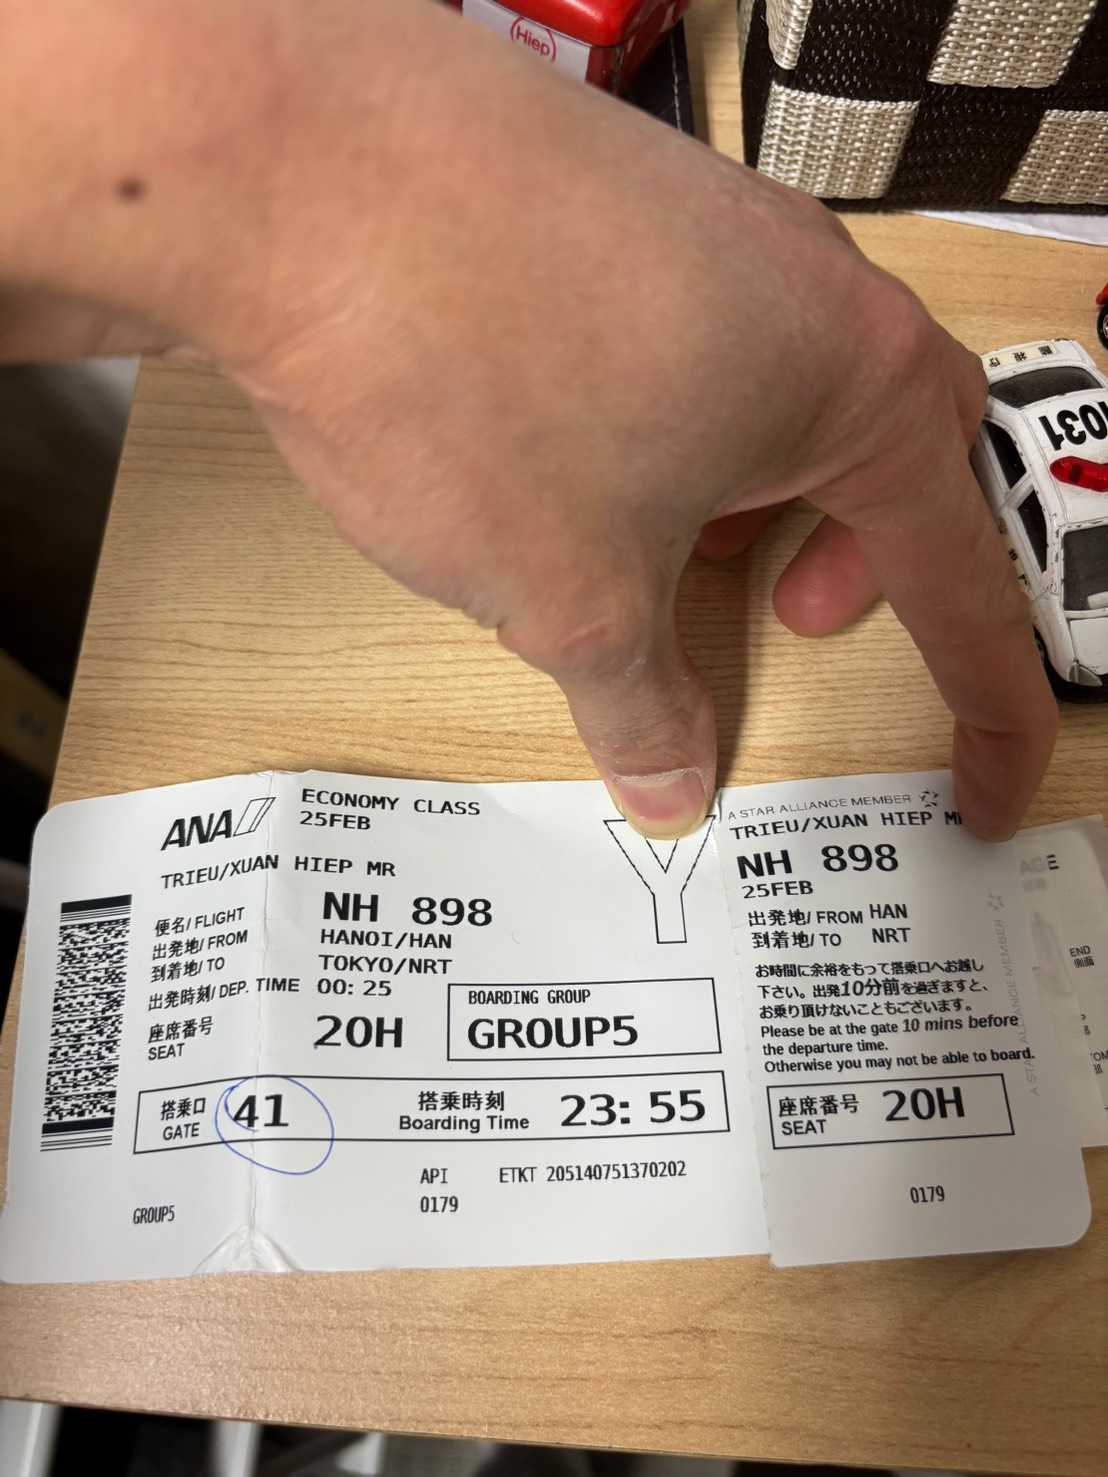 (Hiep)
1031
ANA
ECONOMY CLASS
25FEB
TRIEU/XUAN HIEP MR
便名/FLIGHT NH 898
出発地/FROM HANOI/HAN
到着地/TO TOKYO/NRT
出発時刻/DEP. TIME 00:25
座席番号
SEAT 20H
BOARDING GROUP
GROUP5
搭乗口
GATE 41
搭乗時刻
Boarding Time 23:55
API ETKT 205140751370202
0179
GROUP5
Y
A STAR ALLIANCE MEMBER
TRIEU/XUAN HIEP
NH 898
25FEB
出発地/FROM HAN
到着地/TO NRT
お時間に余裕をもって搭乗口へお越し
下さい。出発10分前を過ぎますと、
お乗り頂けないこともございます。
Please be at the gate 10 mins before
the departure time.
Otherwise you may not be able to board.
座席番号
SEAT 20H
0179
A STAR ALLIANCE MEMBER
END
側面